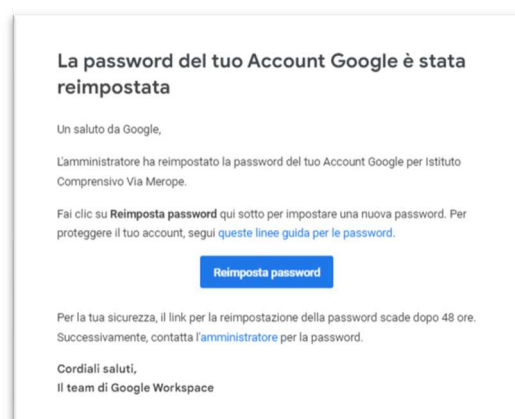 La password del tuo Account Google è stata
reimpostata
Un saluto da Google,
L'amministratore ha reimpostato la password del tuo Account Google per Istituto
Comprensivo Via Merope.
Fai clic su Reimposta password qui sotto per impostare una nuova password. Per
proteggere il tuo account, segui queste linee guida per le password.
Reimposta password
Per la tua sicurezza, il link per la reimpostazione della password scade dopo 48 ore.
Successivamente, contatta l'amministratore per la password.
Cordiali saluti,
Il team di Google Workspace